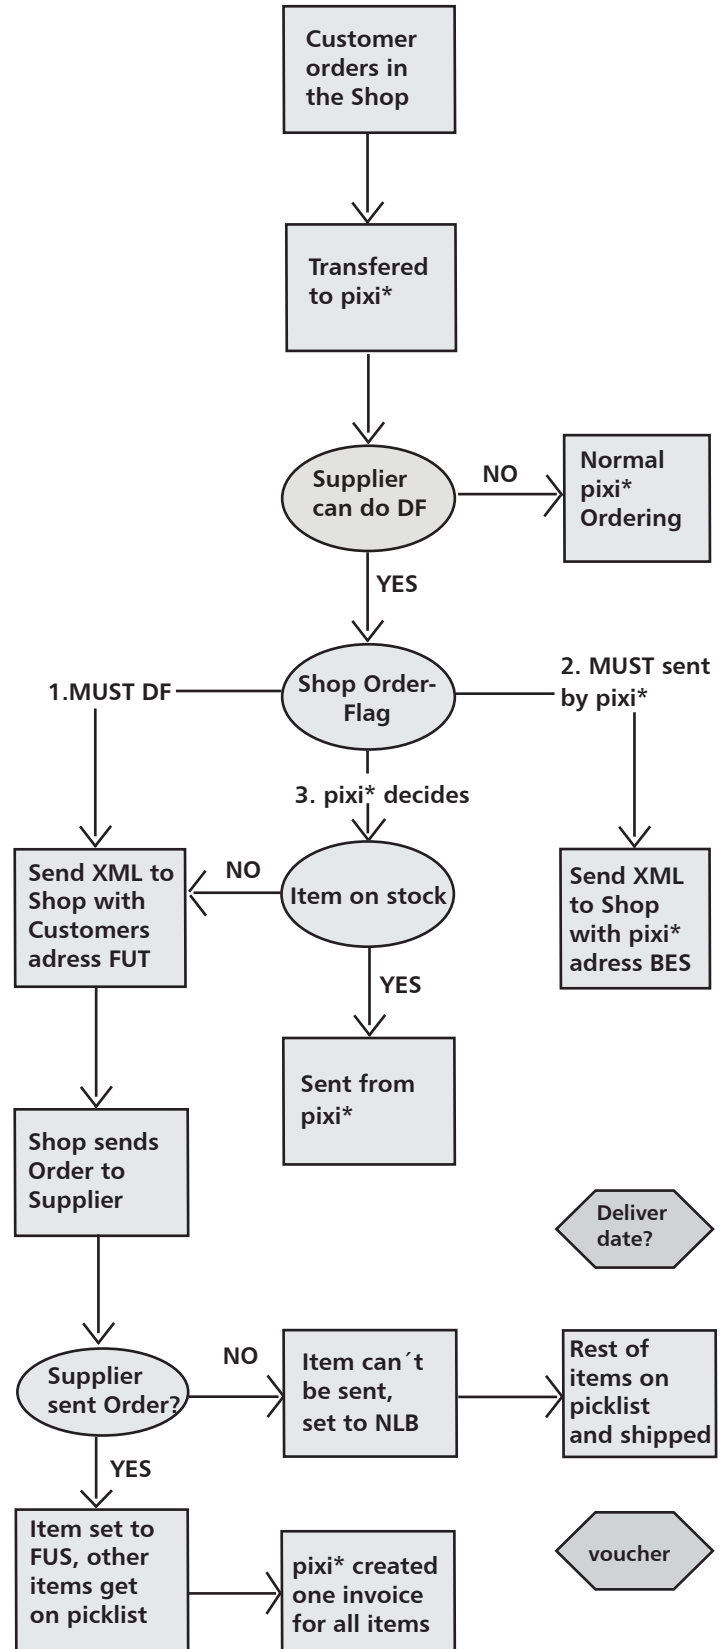 Customer
orders in
the Shop
Transfered
to pixi*
Supplier
can do DF
NO
Normal
pixi*
Ordering
YES
Shop Order-
Flag
1.MUST DF
2. MUST sent
by pixi*
3. pixi* decides
Send XML to
Shop with
Customers
adress FUT
NO
Item on stock
Send XML
to Shop
with pixi*
adress BES
YES
Sent from
pixi*
Shop sends
Order to
Supplier
Deliver
date?
Supplier
sent Order?
NO
Item can´t
be sent,
set to NLB
Rest of
items on
picklist
and shipped
YES
Item set to
FUS, other
items get
on picklist
pixi* created
one invoice
for all items
voucher